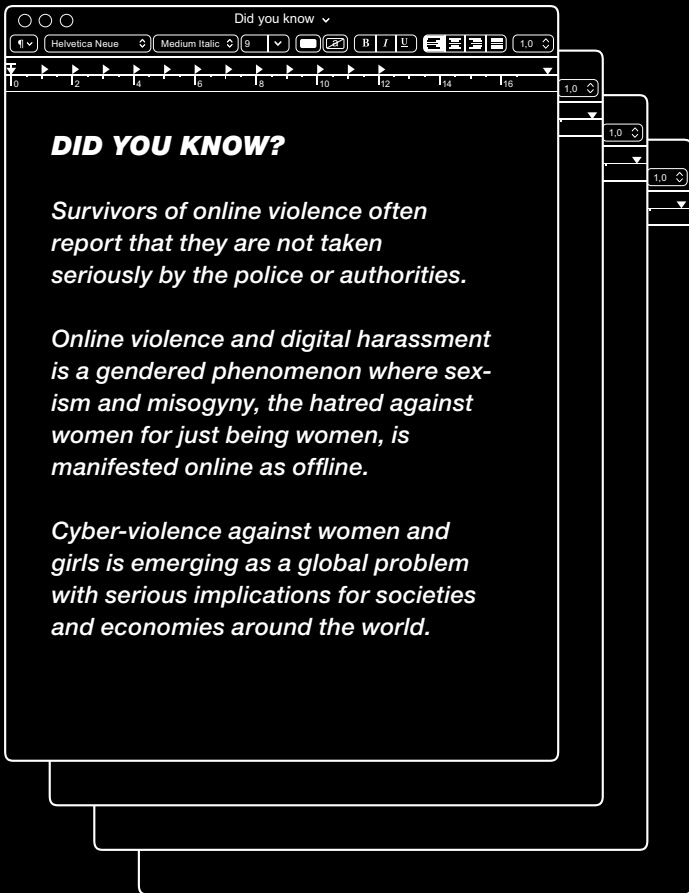 Did you know
¶ Helvetica Neue Medium Italic 9 a B I U 1,0
0 2 4 6 8 10 12 14 16
1,0
1,0
1,0
DID YOU KNOW?
Survivors of online violence often
report that they are not taken
seriously by the police or authorities.
Online violence and digital harassment
is a gendered phenomenon where sex-
ism and misogyny, the hatred against
women for just being women, is
manifested online as offline.
Cyber-violence against women and
girls is emerging as a global problem
with serious implications for societies
and economies around the world.